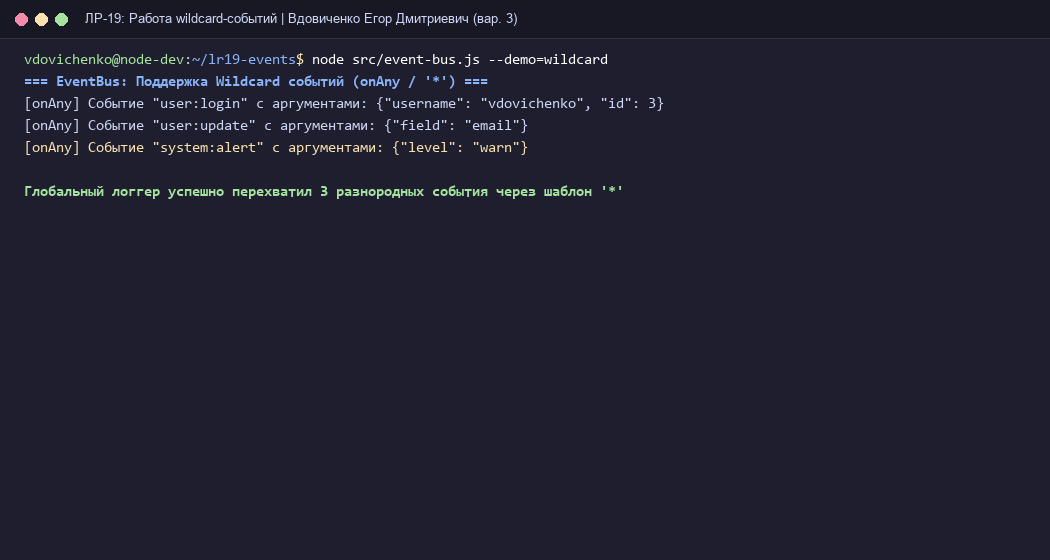 ЛР-19: Работа wildcard-событий | Вдовиченко Егор Дмитриевич (вар. 3)
vdovichenko@node-dev:~/lr19-events$ node src/event-bus.js --demo=wildcard
=== EventBus: Поддержка Wildcard событий (onAny / '*') ===
[onAny] Событие "user:login" с аргументами: {"username": "vdovichenko", "id": 3}
[onAny] Событие "user:update" с аргументами: {"field": "email"}
[onAny] Событие "system:alert" с аргументами: {"level": "warn"}
Глобальный логгер успешно перехватил 3 разнородных события через шаблон '*'